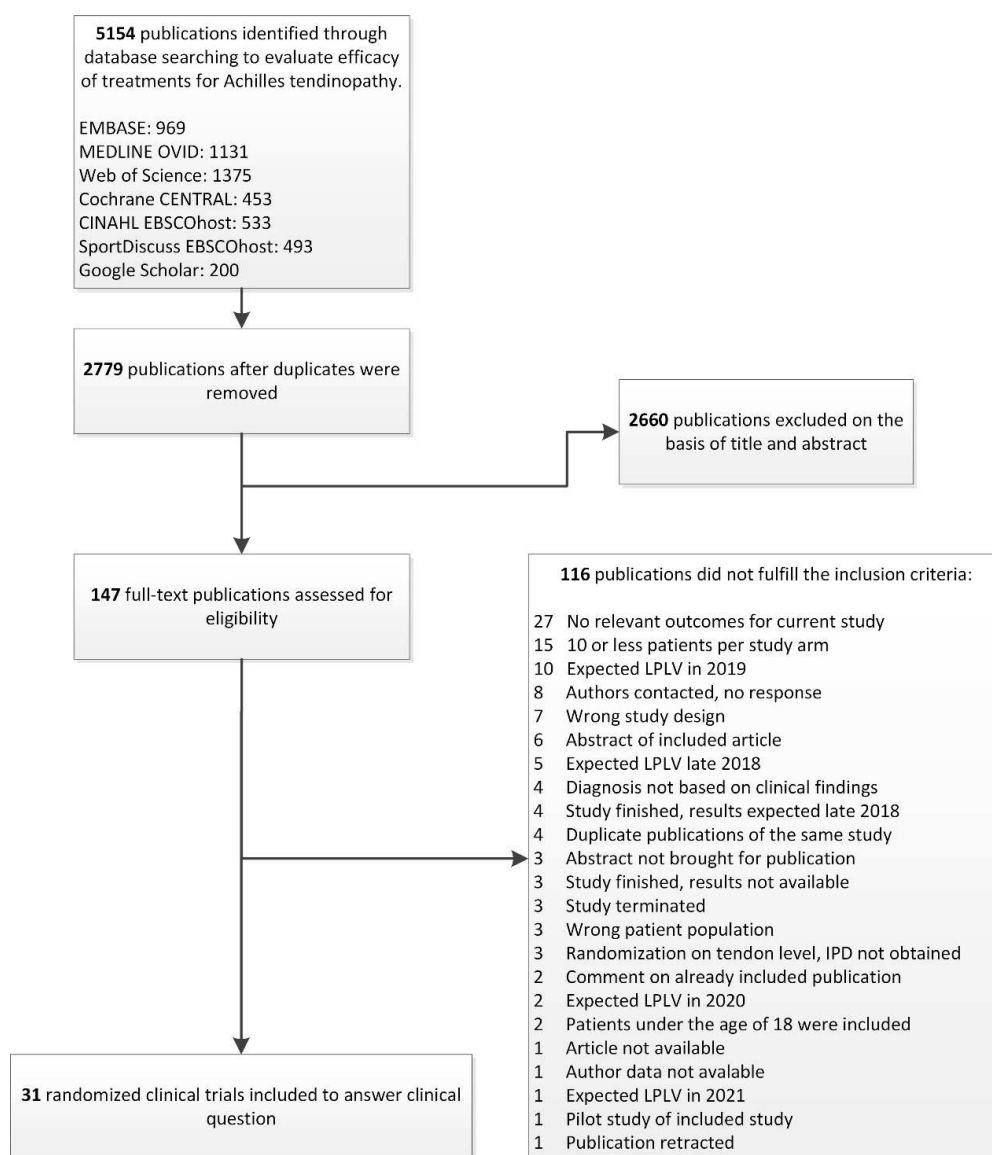 5154 publications identified through
database searching to evaluate efficacy
of treatments for Achilles tendinopathy.
EMBASE: 969
MEDLINE OVID: 1131
Web of Science: 1375
Cochrane CENTRAL: 453
CINAHL EBSCOhost: 533
SportDiscuss EBSCOhost: 493
Google Scholar: 200
2779 publications after duplicates were
removed
2660 publications excluded on the
basis of title and abstract
147 full-text publications assessed for
eligibility
116 publications did not fulfill the inclusion criteria:
27 No relevant outcomes for current study
15 10 or less patients per study arm
10 Expected LPLV in 2019
8 Authors contacted, no response
7 Wrong study design
6 Abstract of included article
5 Expected LPLV late 2018
4 Diagnosis not based on clinical findings
4 Study finished, results expected late 2018
4 Duplicate publications of the same study
3 Abstract not brought for publication
3 Study finished, results not available
3 Study terminated
3 Wrong patient population
3 Randomization on tendon level, IPD not obtained
2 Comment on already included publication
2 Expected LPLV in 2020
2 Patients under the age of 18 were included
1 Article not available
1 Author data not avalable
1 Expected LPLV in 2021
1 Pilot study of included study
1 Publication retracted
31 randomized clinical trials included to answer clinical
question